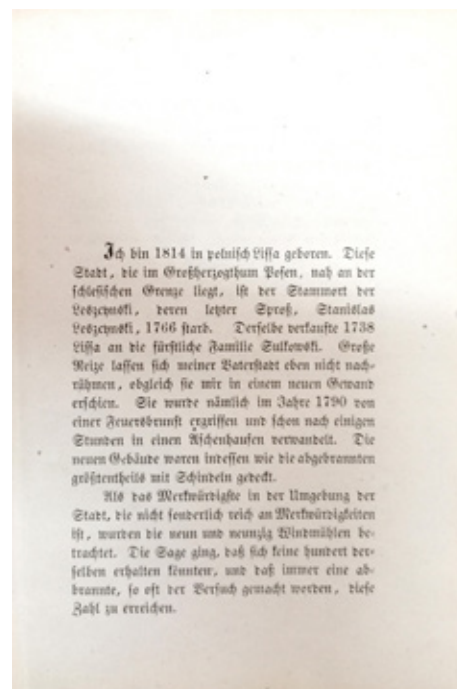 Ich bin 1814 in polnisch Lissa geboren. Diese
Stadt, die im Großherzogthum Posen, nah an der
schlesischen Grenze liegt, ist der Stammort der
Leszcynski, deren letzter Sproß, Stanislas
Leszcynski, 1766 starb. Derselbe verkaufte 1738
Lissa an die fürstliche Familie Sulkowski. Große
Reize lassen sich meiner Vaterstadt eben nicht nach-
rühmen, obgleich sie mir in einem neuen Gewand
erschien. Sie wurde nämlich im Jahre 1790 von
einer Feuersbrunst ergriffen und schon nach einigen
Stunden in einen Aschenhaufen verwandelt. Die
neuen Gebäude waren indessen wie die abgebrannten
größtentheils mit Schindeln gedeckt.
Als das Merkwürdigste in der Umgebung der
Stadt, die nicht sonderlich reich an Merkwürdigkeiten
ist, wurden die neun und neunzig Windmühlen be-
trachtet. Die Sage ging, daß sich keine hundert der-
selben erhalten könnten, und daß immer eine ab-
brannte, so oft der Versuch gemacht worden, diese
Zahl zu erreichen.